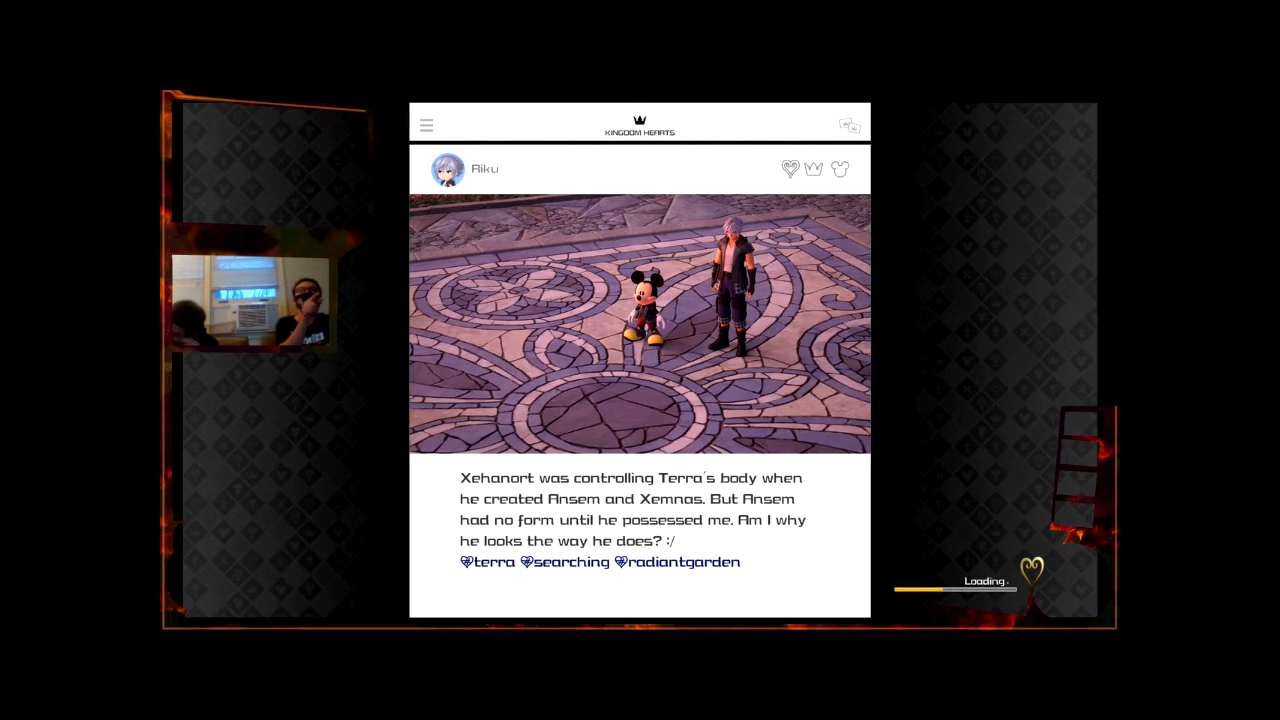 KINGDOM HEARTS
Riku
Xehanort was controlling Terra's body when
he created Ansem and Xemnas. But Ansem
had no form until he possessed me. Am I why
he looks the way he does? :/
terra searching radiantgarden
Loading.